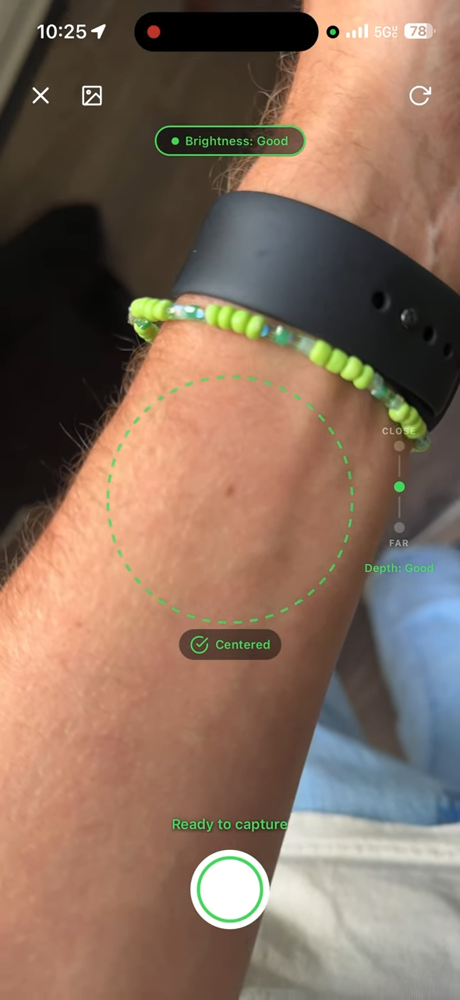 10:25
5G
78
Brightness: Good
CLOSE
FAR
Depth: Good
Centered
Ready to capture